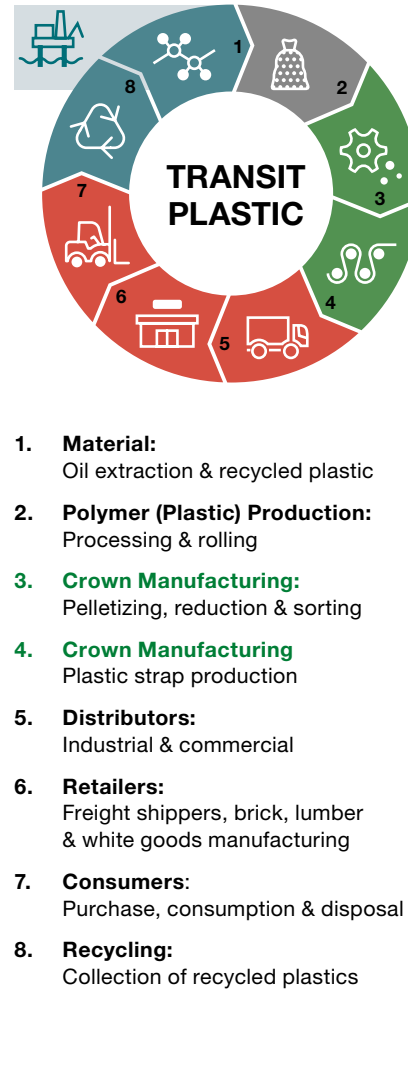 1
8
2
TRANSIT
PLASTIC
7
3
6
4
5
1. Material:
Oil extraction & recycled plastic
2. Polymer (Plastic) Production:
Processing & rolling
3. Crown Manufacturing:
Pelletizing, reduction & sorting
4. Crown Manufacturing
Plastic strap production
5. Distributors:
Industrial & commercial
6. Retailers:
Freight shippers, brick, lumber
& white goods manufacturing
7. Consumers:
Purchase, consumption & disposal
8. Recycling:
Collection of recycled plastics